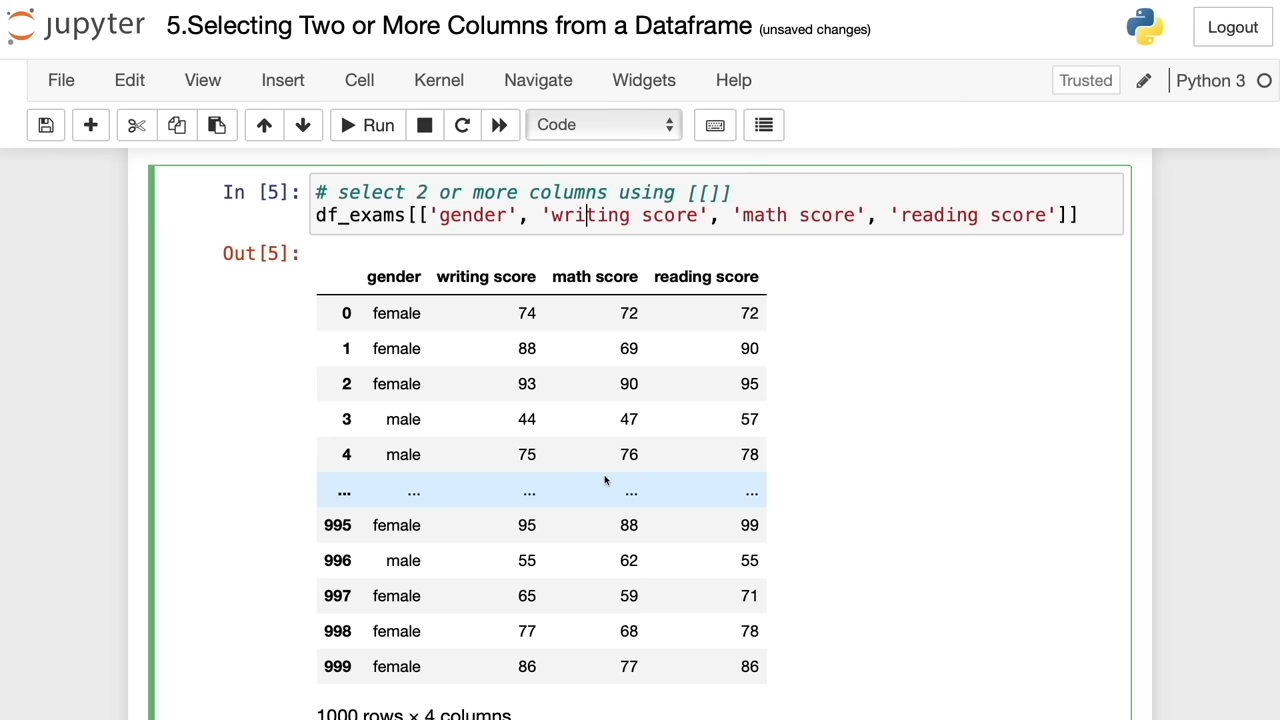 jupyter 5.Selecting Two or More Columns from a Dataframe (unsaved changes) Logout
File Edit View Insert Cell Kernel Navigate Widgets Help Trusted Python 3
Run Code
In [5]: # select 2 or more columns using [[]]
df_exams[['gender', 'writing score', 'math score', 'reading score']]
Out[5]:
gender writing score math score reading score
0 female 74 72 72
1 female 88 69 90
2 female 93 90 95
3 male 44 47 57
4 male 75 76 78
... ... ... ... ...
995 female 95 88 99
996 male 55 62 55
997 female 65 59 71
998 female 77 68 78
999 female 86 77 86
1000 rows × 4 columns